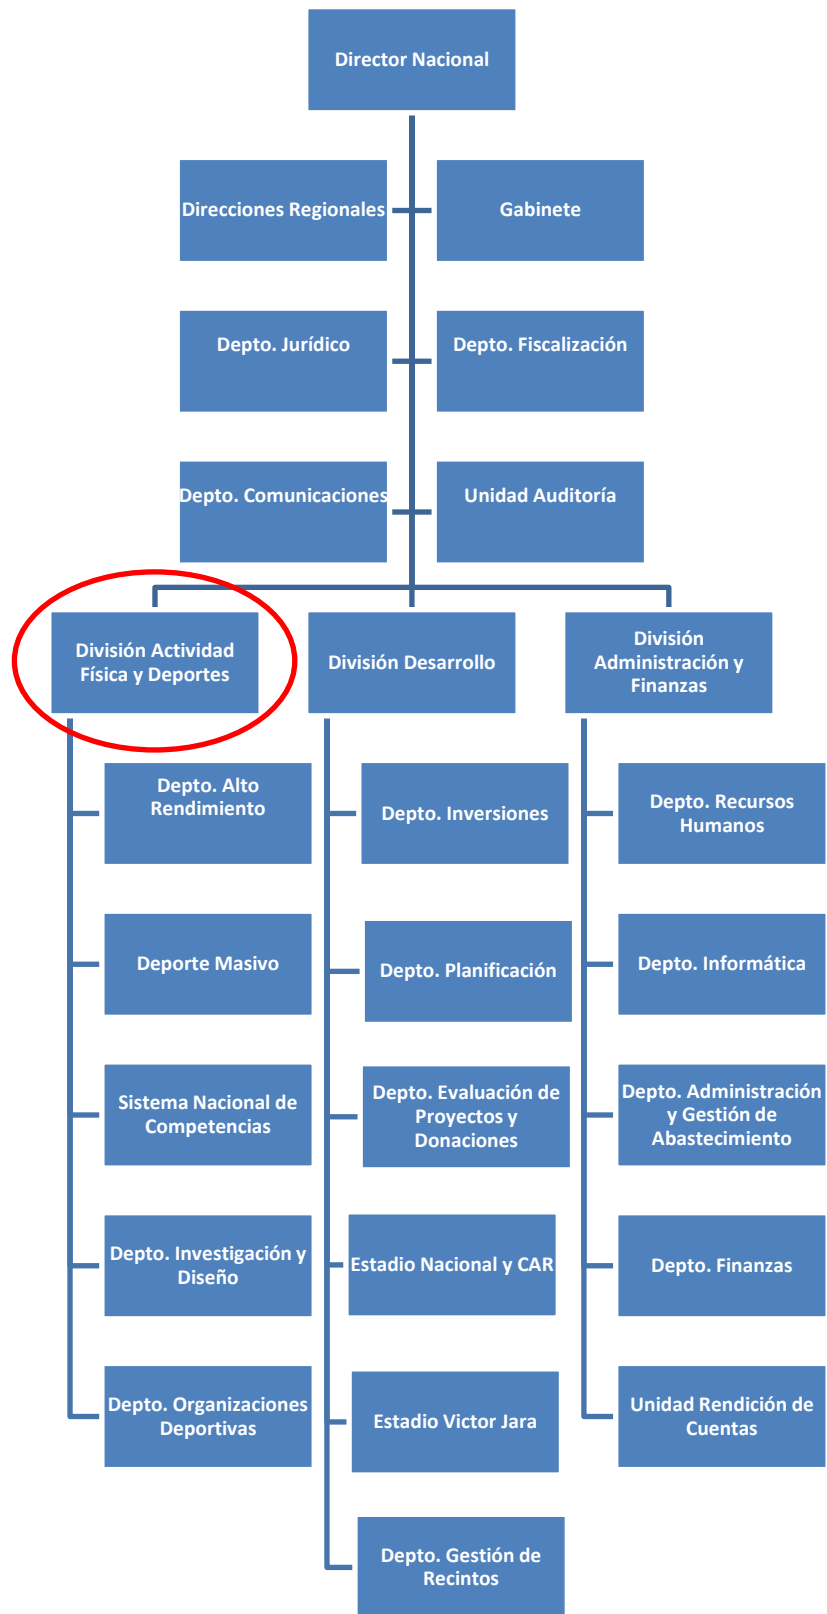 Director Nacional
Direcciones Regionales
Gabinete
Depto. Jurídico
Depto. Fiscalización
Depto. Comunicaciones
Unidad Auditoría
División Actividad
Física y Deportes
División Desarrollo
División
Administración y
Finanzas
Depto. Alto
Rendimiento
Deporte Masivo
Sistema Nacional de
Competencias
Depto. Investigación y
Diseño
Depto. Organizaciones
Deportivas
Depto. Inversiones
Depto. Planificación
Depto. Evaluación de
Proyectos y
Donaciones
Estadio Nacional y CAR
Estadio Victor Jara
Depto. Gestión de
Recintos
Depto. Recursos
Humanos
Depto. Informática
Depto. Administración
y Gestión de
Abastecimiento
Depto. Finanzas
Unidad Rendición de
Cuentas